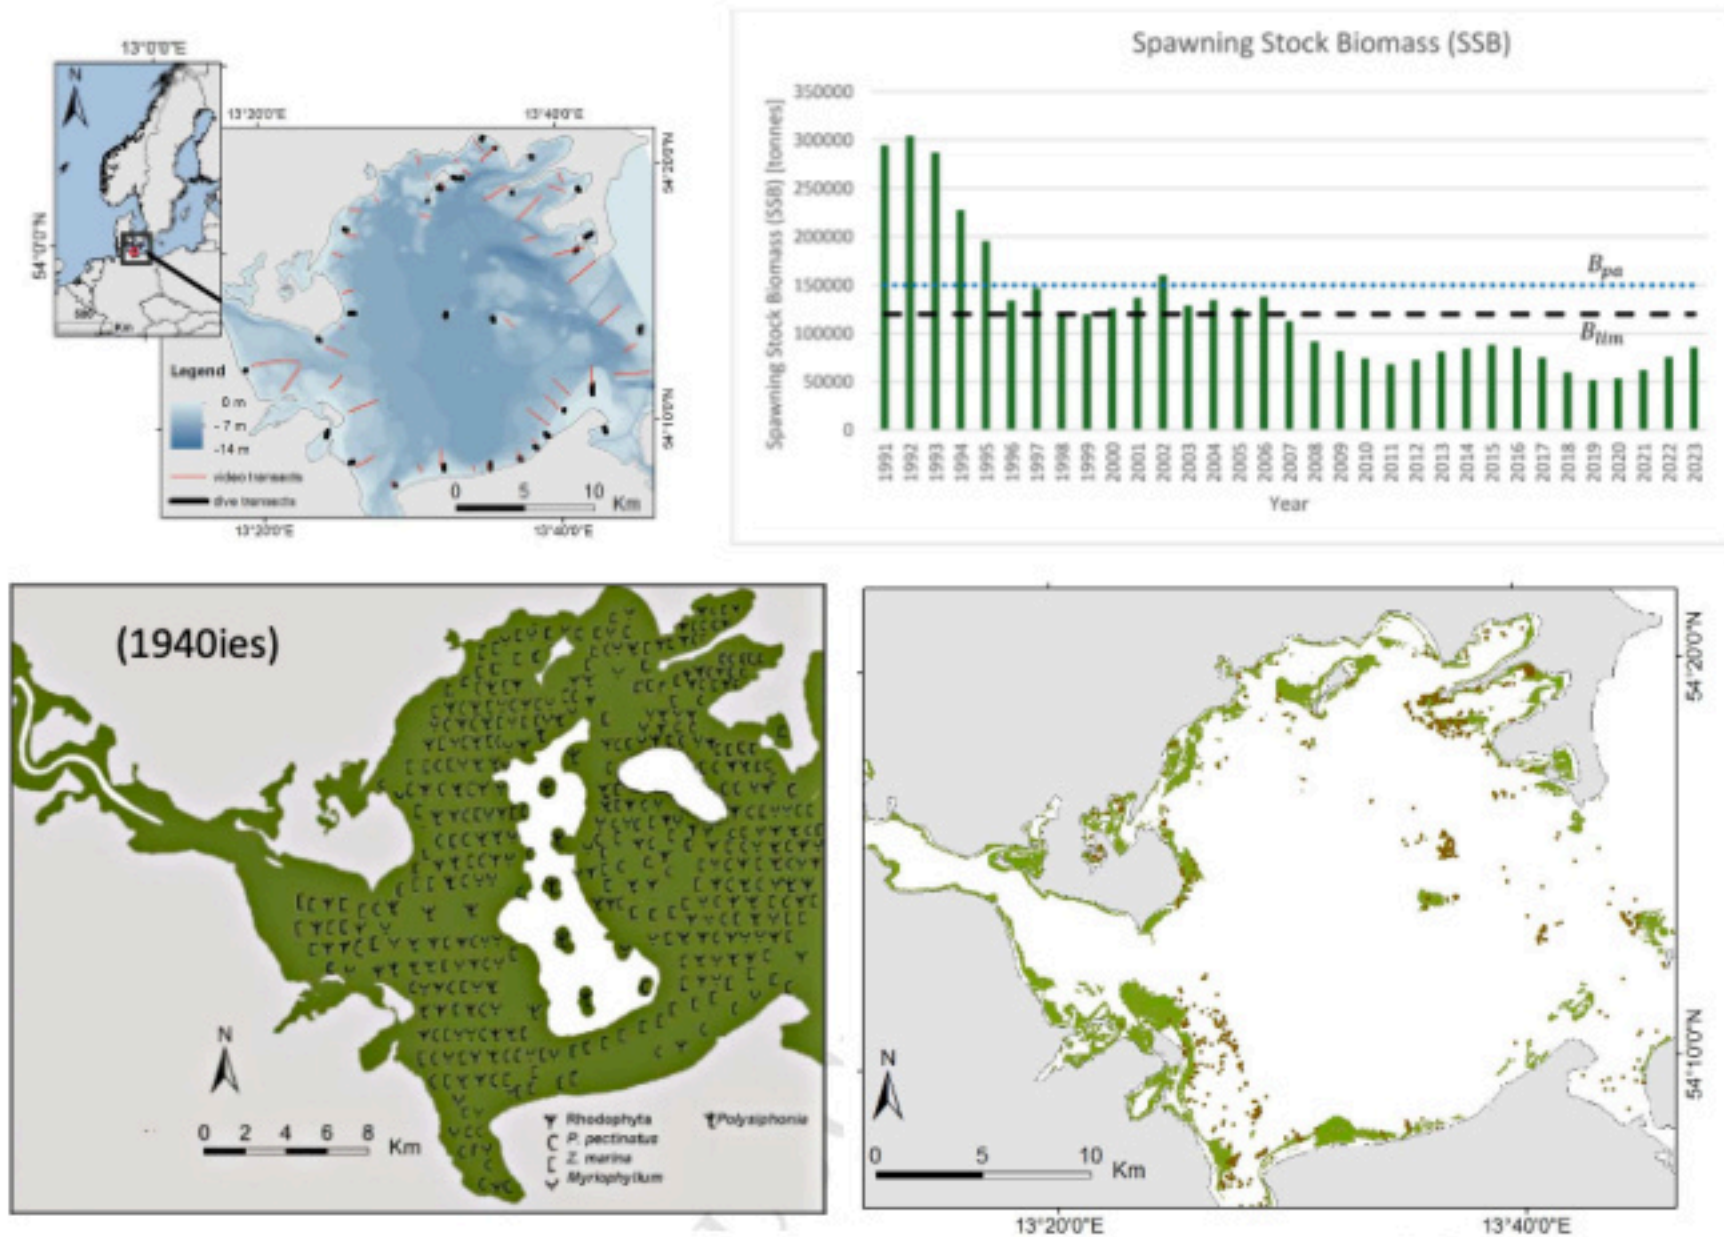 13°0'0"E
N
54°0'0"N
500
Km
13°20'0"E
13°40'0"E
54°20'0"N
54°10'0"N
Legend
0 m
- 7 m
-14 m
video transects
dive transects
0 5 10
Km
13°20'0"E
13°40'0"E
Spawning Stock Biomass (SSB)
Spawning Stock Biomass (SSB) [tonnes]
350000
300000
250000
200000
150000
100000
50000
0
Bpa
Blim
1991 1992 1993 1994 1995 1996 1997 1998 1999 2000 2001 2002 2003 2004 2005 2006 2007 2008 2009 2010 2011 2012 2013 2014 2015 2016 2017 2018 2019 2020 2021 2022 2023
Year
(1940ies)
N
0 2 4 6 8
Km
Rhodophyta
P. pectinatus
Z. marina
Myriophyllum
Polysiphonia
54°20'0"N
54°10'0"N
N
0 5 10
Km
13°20'0"E
13°40'0"E